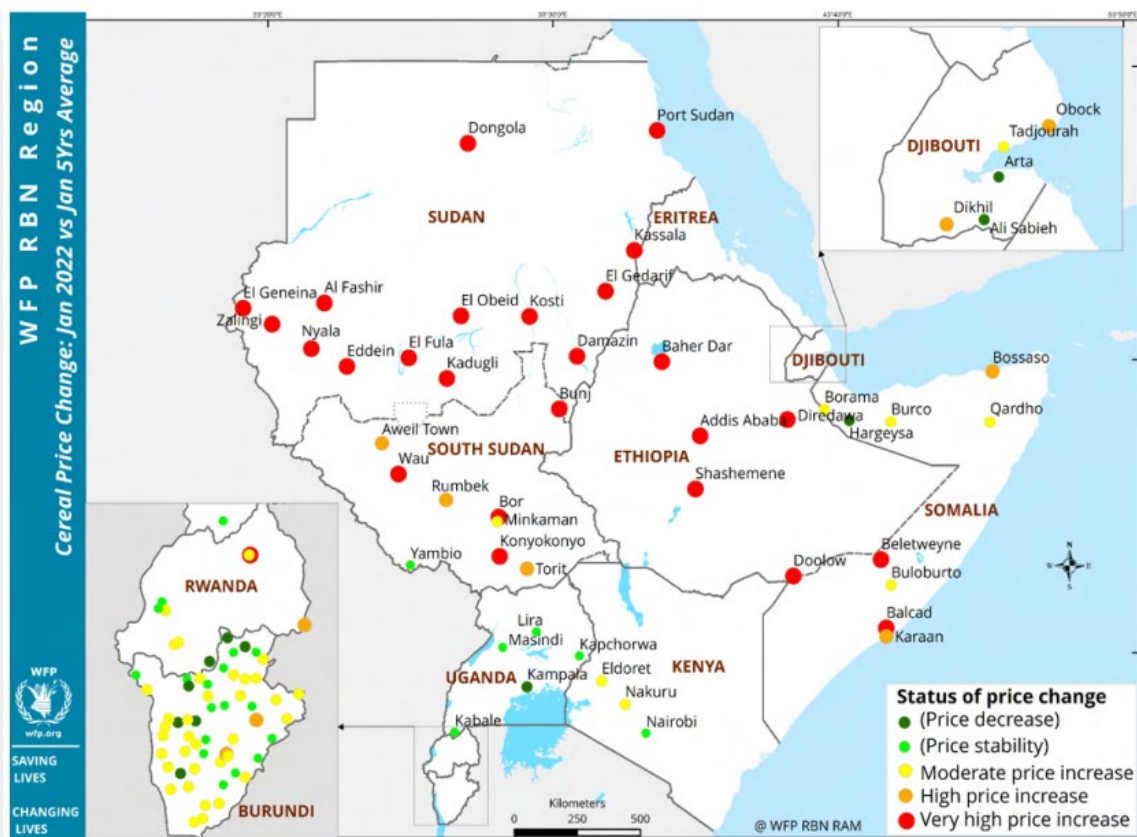 WFP RBN Region
Cereal Price Change: Jan 2022 vs Jan 5Yrs Average
WFP
wfp.org
SAVING
LIVES
CHANGING
LIVES
33°30'0"E
43°40'0"E
Dongola
Port Sudan
SUDAN
ERITREA
Kassala
El Gedarif
El Geneina
Al Fashir
Zalingi
El Obeid
Kosti
Nyala
Eddein
El Fula
Kadugli
Damazin
Baher Dar
Bunj
DJIBOUTI
Obock
Tadjourah
DJIBOUTI
Arta
Dikhil
Ali Sabieh
Bossaso
Borama
Burco
Qardho
Diredawa
Hargeysa
Addis Ababa
ETHIOPIA
Shashemene
Aweil Town
SOUTH SUDAN
Wau
Rumbek
Bor
Minkaman
Konyokonyo
Yambio
Torit
SOMALIA
Beletweyne
Doolow
Buloburto
Balcad
Karaan
Lira
Masindi
Kapchorwa
Eldoret
KENYA
UGANDA
Kampala
Nakuru
Kabale
Nairobi
RWANDA
BURUNDI
N
W
E
S
Kilometers
0 250 500
@ WFP RBN RAM
Status of price change
(Price decrease)
(Price stability)
Moderate price increase
High price increase
Very high price increase